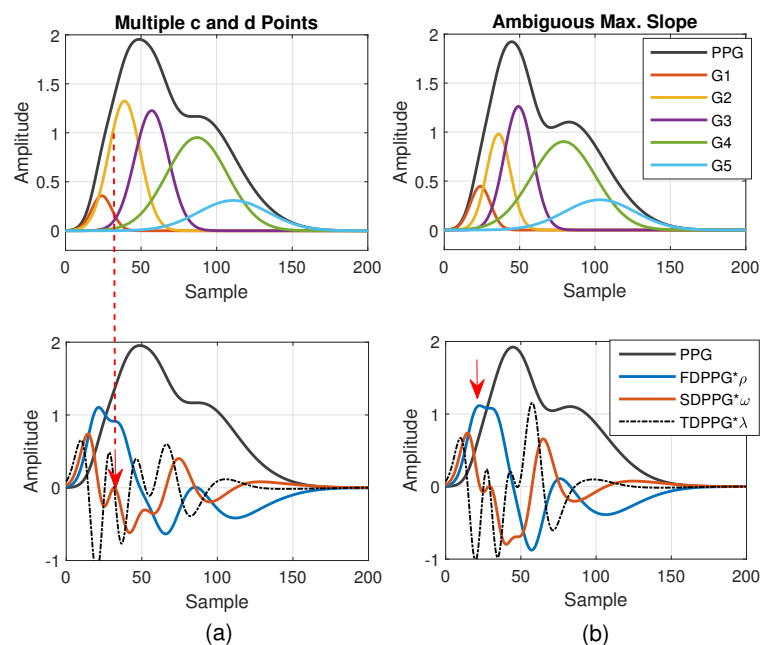 Multiple c and d Points
Ambiguous Max. Slope
2
1.5
1
0.5
0
0 50 100 150 200
Amplitude
Sample
2
1.5
1
0.5
0
0 50 100 150 200
Amplitude
Sample
PPG
G1
G2
G3
G4
G5
2
1
0
-1
0 50 100 150 200
Amplitude
Sample
(a)
2
1
0
-1
0 50 100 150 200
Amplitude
Sample
PPG
FDPPG*ρ
SDPPG*ω
TDPPG*λ
(b)